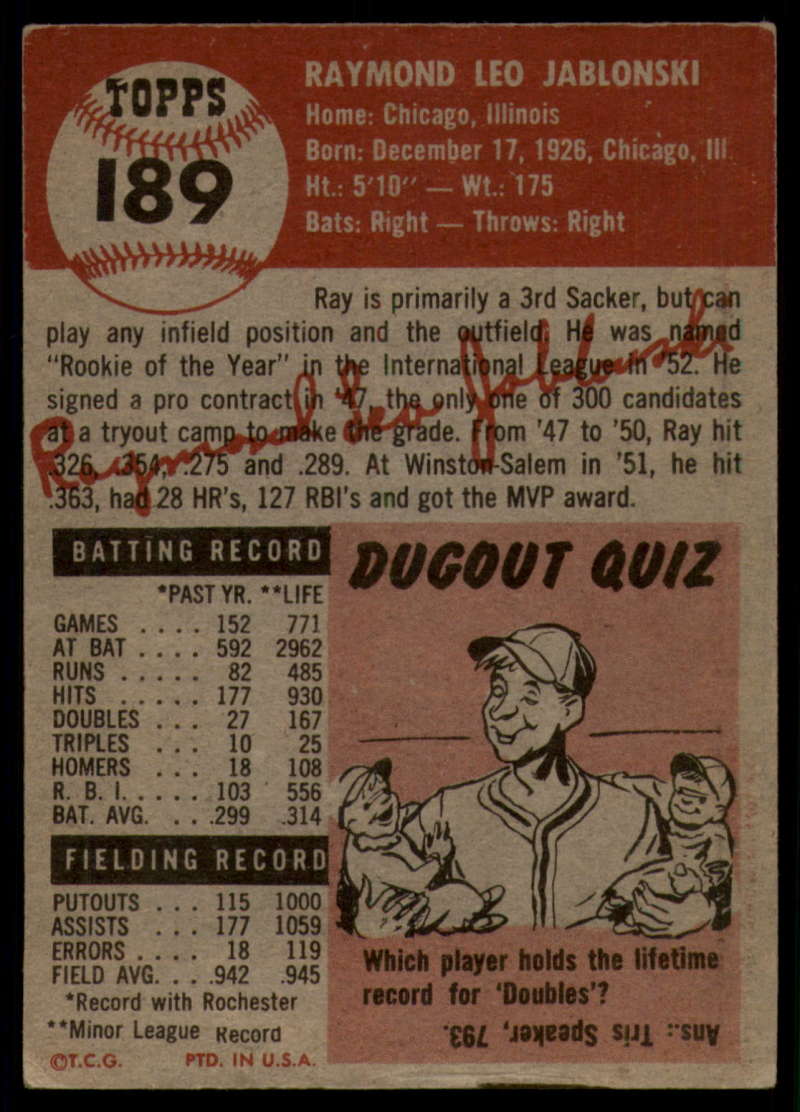 TOPPS
189
RAYMOND LEO JABLONSKI
Home: Chicago, Illinois
Born: December 17, 1926, Chicago, Ill.
Ht.: 5'10" — Wt.: 175
Bats: Right — Throws: Right
Ray is primarily a 3rd Sacker, but can
play any infield position and the outfield. He was named
"Rookie of the Year" in the International League in '52. He
signed a pro contract in '47, the only one of 300 candidates
at a tryout camp to make the grade. From '47 to '50, Ray hit
.326, .354, .275 and .289. At Winston-Salem in '51, he hit
.363, had 28 HR's, 127 RBI's and got the MVP award.
Raymond Leo Jablonski
BATTING RECORD
*PAST YR. **LIFE
GAMES . . . . 152 771
AT BAT . . . . 592 2962
RUNS . . . . . 82 485
HITS . . . . . 177 930
DOUBLES . . . 27 167
TRIPLES . . . 10 25
HOMERS . . . 18 108
R. B. I. . . . . 103 556
BAT. AVG. . . .299 .314
FIELDING RECORD
PUTOUTS . . . 115 1000
ASSISTS . . . 177 1059
ERRORS . . . . 18 119
FIELD AVG. . . .942 .945
*Record with Rochester
**Minor League Record
©T.C.G. PTD. IN U.S.A.
DUGOUT QUIZ
Which player holds the lifetime
record for 'Doubles'?
Ans.: Tris Speaker, 793.